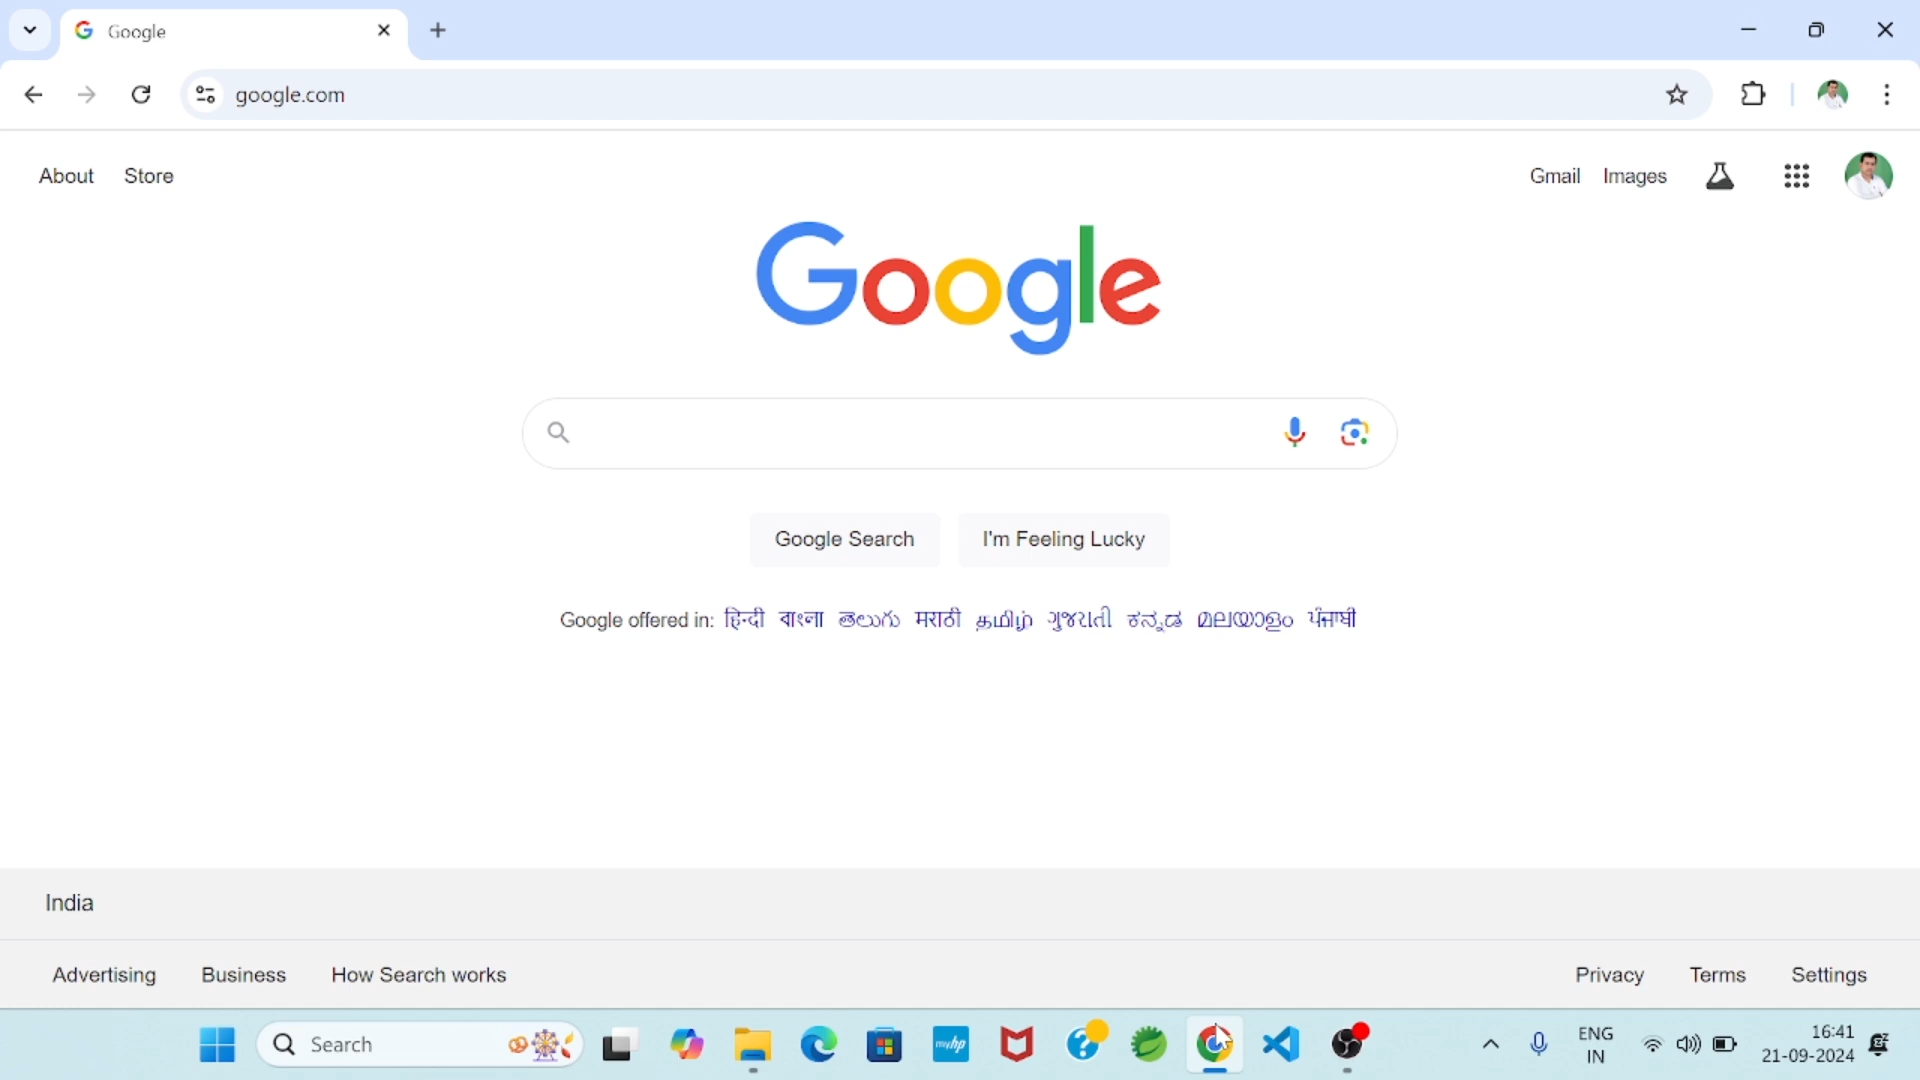 Google
google.com
About Store Gmail Images
Google
Google Search I'm Feeling Lucky
Google offered in: हिन्दी বাংলা తెలుగు मराठी தமிழ் ગુજરાતી ಕನ್ನಡ മലയാളം ਪੰਜਾਬੀ
India
Advertising Business How Search works Privacy Terms Settings
Search myhp ENG 16:41
IN 21-09-2024